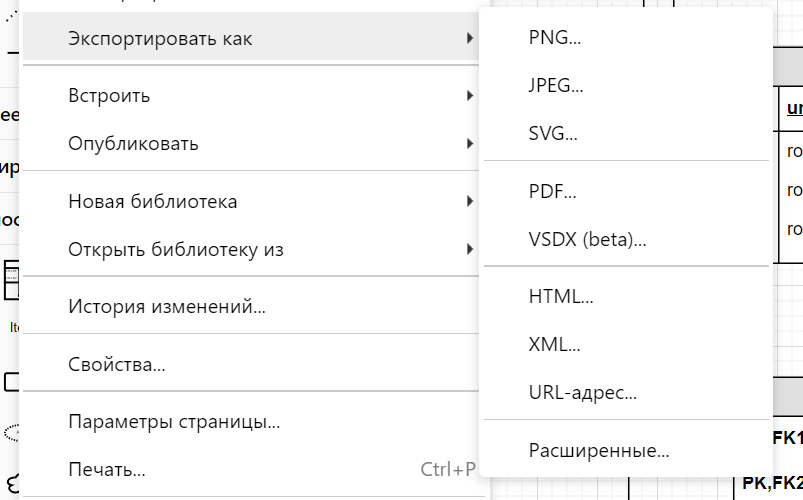 Экспортировать как
PNG...
JPEG...
SVG...
PDF...
VSDX (beta)...
HTML...
XML...
URL-адрес...
Расширенные...
Встроить
Опубликовать
Новая библиотека
Открыть библиотеку из
История изменений...
Свойства...
Параметры страницы...
Печать... Ctrl+P
ro
ro
ro
FK1
PK,FK2